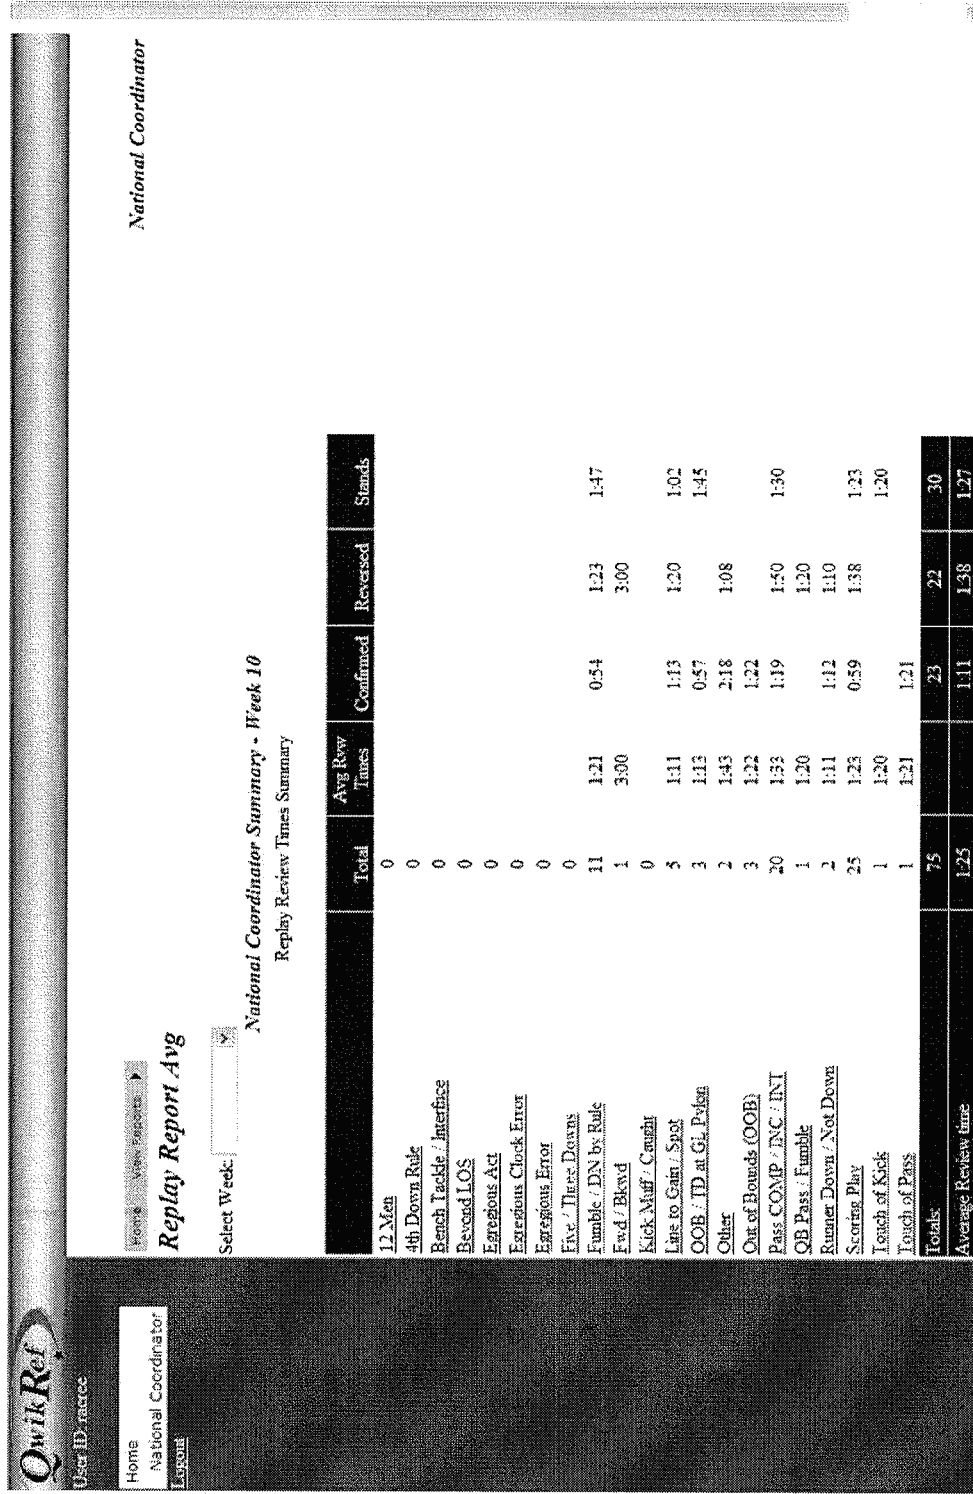 QwikRef
User ID: racree
Home
National Coordinator
Logout
National Coordinator
Home View Reports
Replay Report Avg
Select Week:
National Coordinator Summary - Week 10
Replay Review Times Summary
Total Avg Rvw Times Confirmed Reversed Stands
12 Men 0
4th Down Rule 0
Bench Tackle / Interface 0
Beyond LOS 0
Egregious Act 0
Egregious Clock Error 0
Egregious Error 0
Five / Three Downs 0
Fumble / DN by Rule 11 1:21 0:54 1:23 1:47
Fwd / Bkwd 1 3:00 3:00
Kick Muff / Caught 0
Line to Gain / Spot 5 1:11 1:13 1:20 1:02
OOB / TD at GL Pylon 3 1:13 0:57 1:45
Other 2 1:43 2:18 1:08
Out of Bounds (OOB) 3 1:22 1:22
Pass COMP / INC / INT 20 1:33 1:19 1:50 1:30
QB Pass / Fumble 1 1:20 1:20
Runner Down / Not Down 2 1:11 1:12 1:10
Scoring Play 25 1:23 0:59 1:38 1:23
Touch of Kick 1 1:20 1:20
Touch of Pass 1 1:21 1:21
Totals: 75 23 22 30
Average Review time 1:25 1:11 1:38 1:27